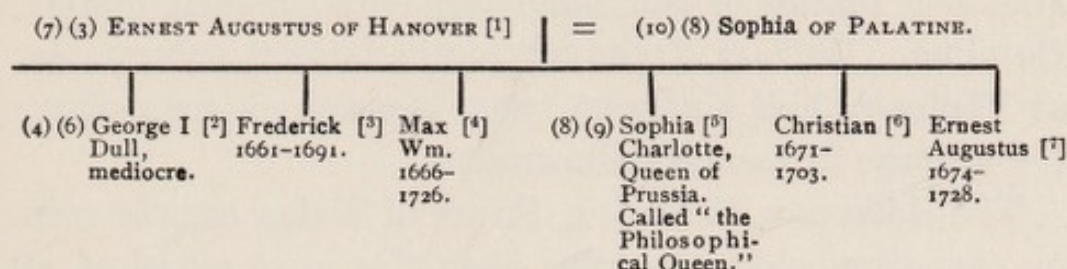 (7) (3) ERNEST AUGUSTUS OF HANOVER [1] = (10) (8) Sophia OF PALATINE.
(4) (6) George I [2]
Dull,
mediocre.
Frederick [3]
1661–1691.
Max [4]
Wm.
1666–
1726.
(8) (9) Sophia [5]
Charlotte,
Queen of
Prussia.
Called “ the
Philosophi-
cal Queen.”
Christian [6]
1671–
1703.
Ernest
Augustus [7]
1674–
1728.